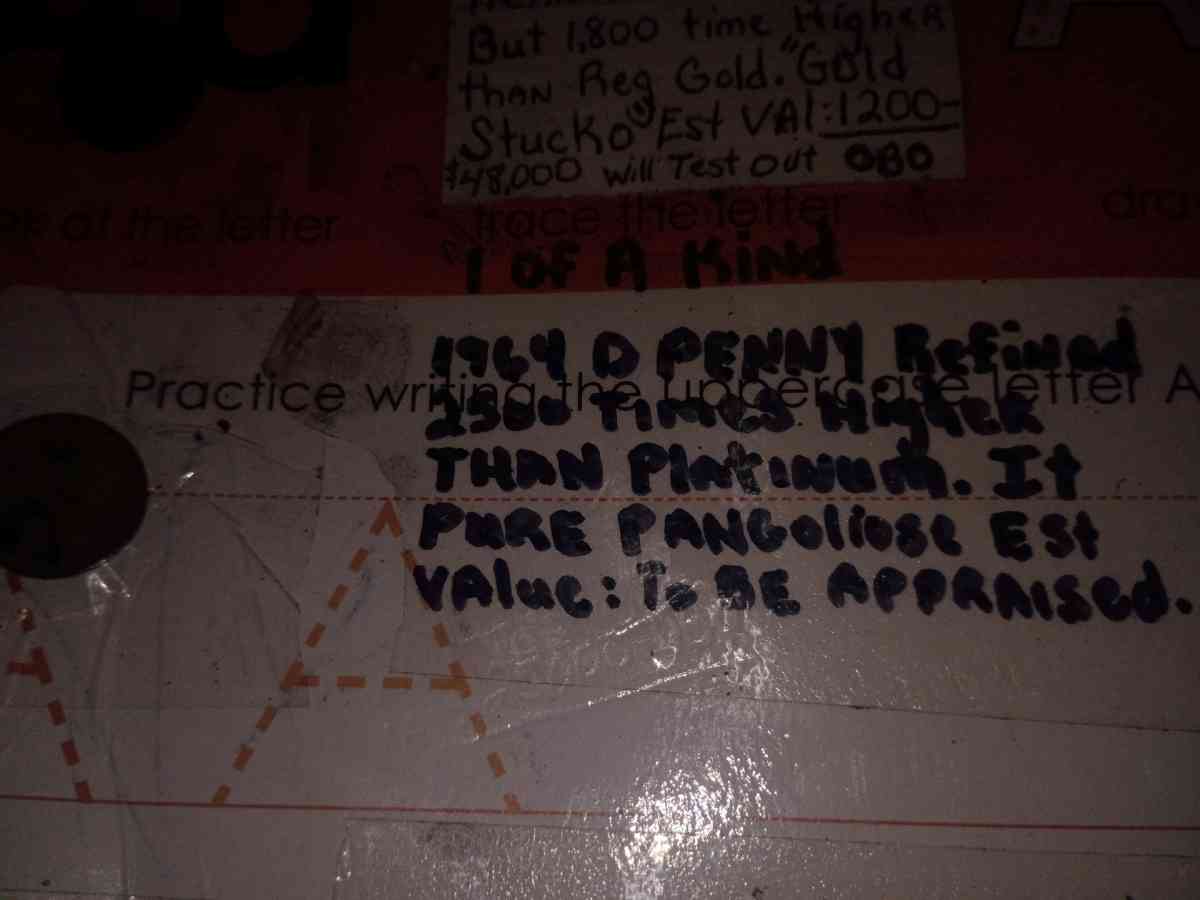 But 1,800 time Higher
than Reg Gold. "Gold
Stucko" Est VAl:1200-
$48,000 will Test out OBO
at the letter
trace the letter
1 OF A KinD
1964 D PENNY Refined
Practice writing the uppercase letter A
Times Higher
THAN Platinum. It
PURE PANGoliose Est
VAlue: To BE APPRAISED.